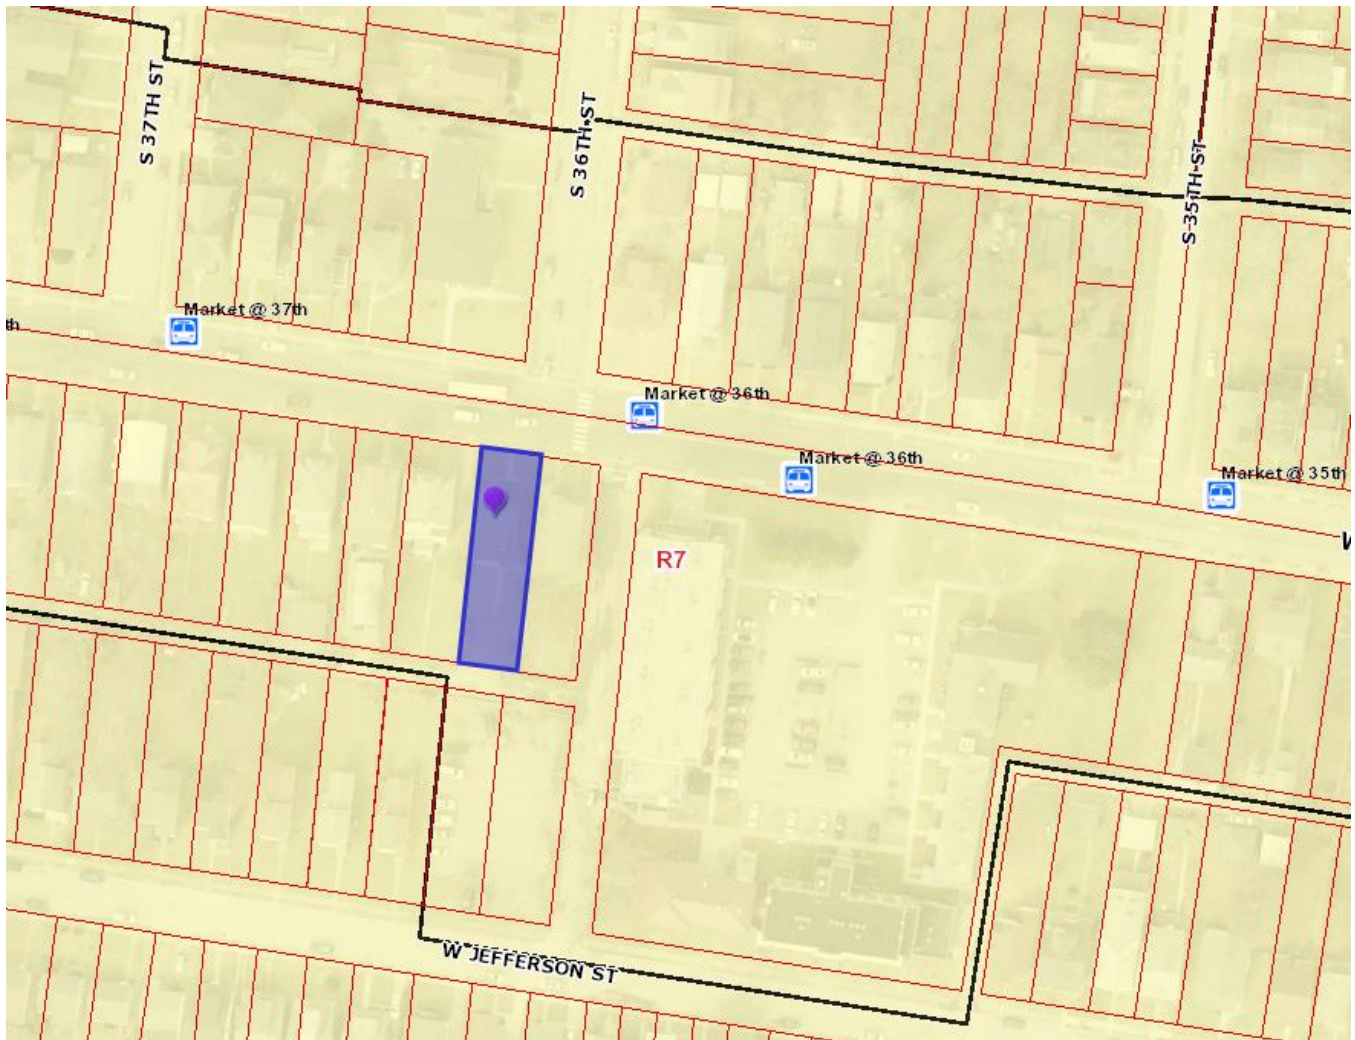 S 37TH ST
S 36TH ST
S 35TH ST
Market @ 37th
th
Market @ 36th
Market @ 36th
Market @ 35th
W
R7
W JEFFERSON ST